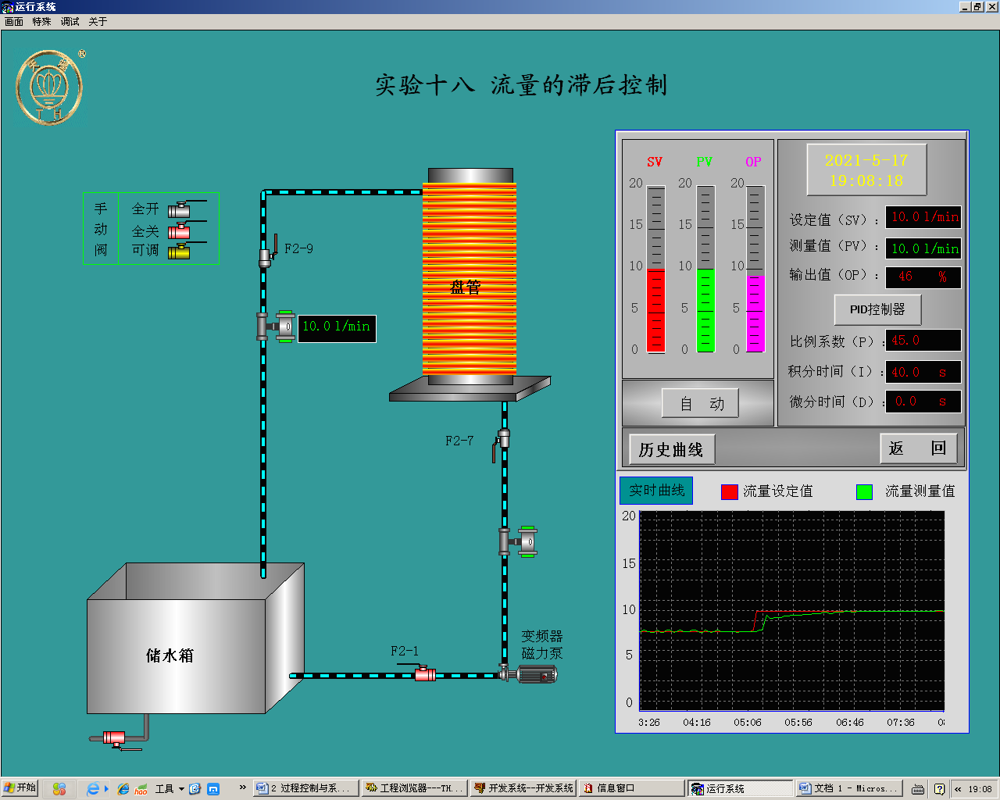 运行系统
画面 特殊 调试 关于
天煌
®
TH
实验十八 流量的滞后控制
手动阀
全开
全关
可调
F2-9
10.0 l/min
盘管
F2-7
变频器
磁力泵
F2-1
储水箱
SV PV OP
20 20 20
15 15 15
10 10 10
5 5 5
0 0 0
自 动
2021-5-17
19:08:18
设定值（SV）： 10.0 l/min
测量值（PV）： 10.0 l/min
输出值（OP）： 46 %
PID控制器
比例系数（P）： 45.0
积分时间（I）： 40.0 s
微分时间（D）： 0.0 s
历史曲线
返 回
实时曲线 流量设定值 流量测量值
20
15
10
5
0
3:26 04:16 05:06 05:56 06:46 07:36
开始 hao 工具 » 2 过程控制与系... 工程浏览器---TH... 开发系统--开发系统 信息窗口 运行系统 文档 1 - Micros... « 19:08